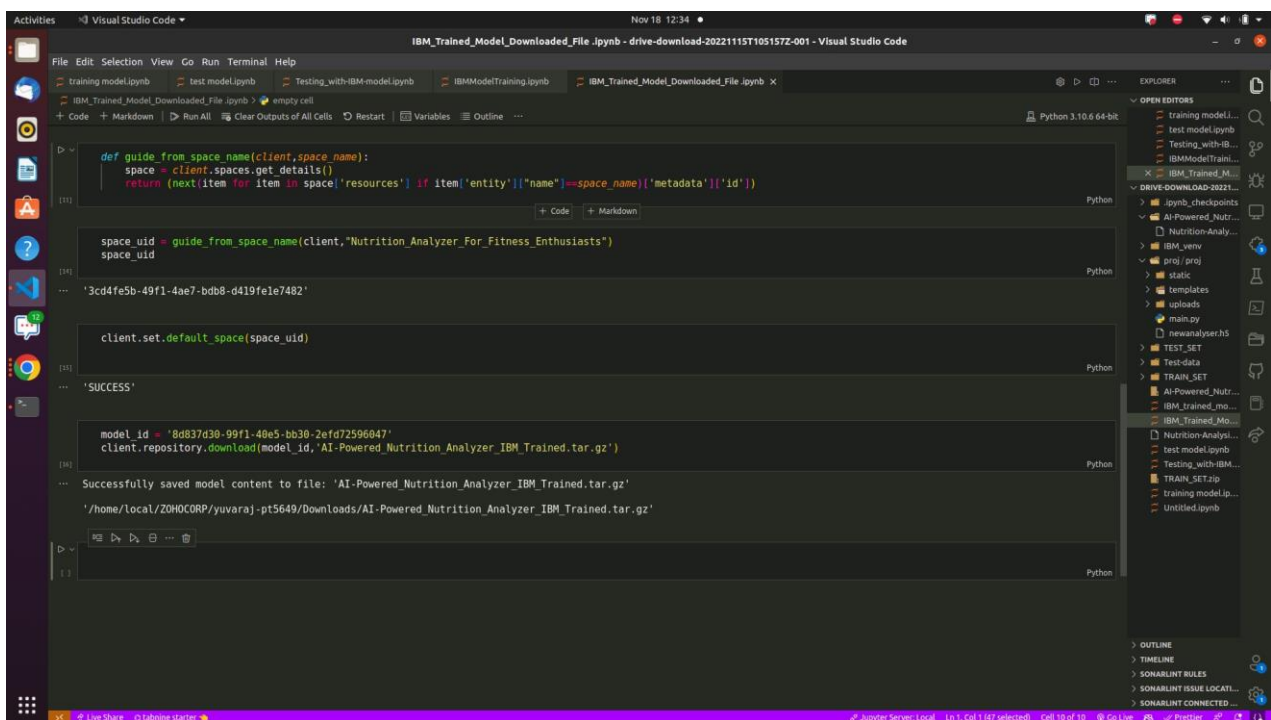 Activities
Visual Studio Code
Nov 18 12:34
IBM_Trained_Model_Downloaded_File .ipynb - drive-download-20221115T105157Z-001 - Visual Studio Code
File Edit Selection View Go Run Terminal Help
training model.ipynb
test model.ipynb
Testing_with-IBM-model.ipynb
IBMModelTraining.ipynb
IBM_Trained_Model_Downloaded_File .ipynb
IBM_Trained_Model_Downloaded_File .ipynb > empty cell
+ Code + Markdown | Run All Clear Outputs of All Cells Restart | Variables Outline ...
Python 3.10.6 64-bit
def guide_from_space_name(client,space_name):
space = client.spaces.get_details()
return (next(item for item in space['resources'] if item['entity']["name"]==space_name)['metadata']['id'])
[11]
Python
+ Code + Markdown
space_uid = guide_from_space_name(client,"Nutrition_Analyzer_For_Fitness_Enthusiasts")
space_uid
[14]
Python
... '3cd4fe5b-49f1-4ae7-bdb8-d419fe1e7482'
client.set.default_space(space_uid)
[15]
Python
... 'SUCCESS'
model_id = '8d837d30-99f1-40e5-bb30-2efd72596047'
client.repository.download(model_id,'AI-Powered_Nutrition_Analyzer_IBM_Trained.tar.gz')
[16]
Python
... Successfully saved model content to file: 'AI-Powered_Nutrition_Analyzer_IBM_Trained.tar.gz'
'/home/local/ZOHOCORP/yuvaraj-pt5649/Downloads/AI-Powered_Nutrition_Analyzer_IBM_Trained.tar.gz'
[ ]
Python
EXPLORER
OPEN EDITORS
training model.i...
test model.ipynb
Testing_with-IB...
IBMModelTraini...
IBM_Trained_M...
DRIVE-DOWNLOAD-20221...
.ipynb_checkpoints
AI-Powered_Nutr...
Nutrition-Analy...
IBM_venv
proj / proj
static
templates
uploads
main.py
newanalyser.h5
TEST_SET
Test-data
TRAIN_SET
AI-Powered_Nutr...
IBM_trained_mo...
IBM_Trained_Mo...
Nutrition-Analysi...
test model.ipynb
Testing_with-IBM...
TRAIN_SET.zip
training model.ip...
Untitled.ipynb
OUTLINE
TIMELINE
SONARLINT RULES
SONARLINT ISSUE LOCATI...
SONARLINT CONNECTED ...
12
Live Share tabnine starter
Jupyter Server: Local Ln 1, Col 1 (47 selected) Cell 10 of 10 Go Live Prettier